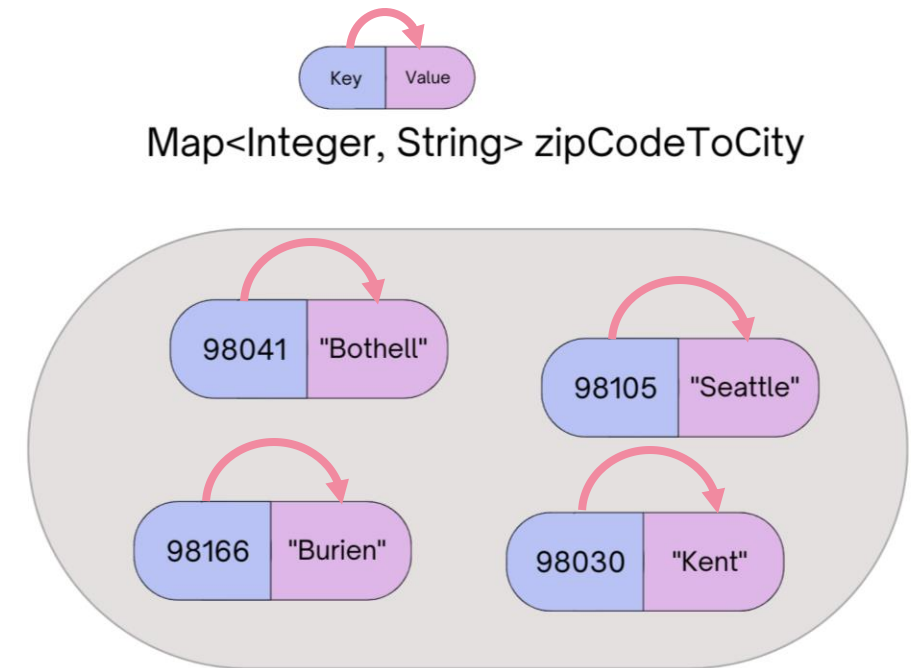 Key Value
Map<Integer, String> zipCodeToCity
98041 "Bothell"
98105 "Seattle"
98166 "Burien"
98030 "Kent"